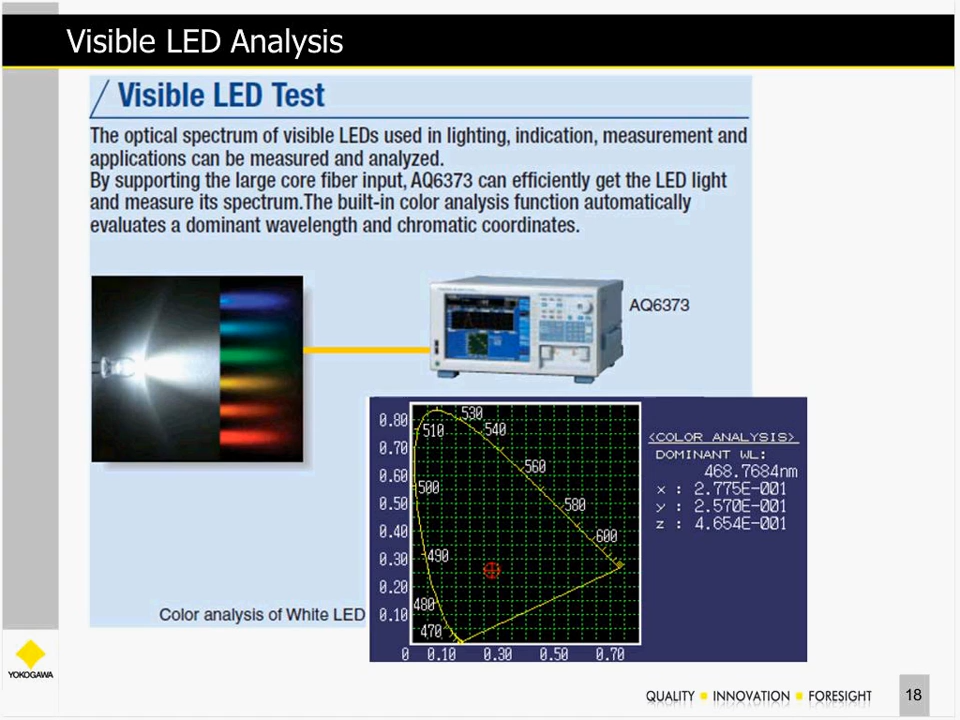 Visible LED Analysis
Visible LED Test
The optical spectrum of visible LEDs used in lighting, indication, measurement and
applications can be measured and analyzed.
By supporting the large core fiber input, AQ6373 can efficiently get the LED light
and measure its spectrum.The built-in color analysis function automatically
evaluates a dominant wavelength and chromatic coordinates.
AQ6373
0.80
0.70
0.60
0.50
0.40
0.30
0.20
0.10
0 0.10 0.30 0.50 0.70
530
510
540
560
500
580
600
490
480
470
<COLOR ANALYSIS>
DOMINANT WL:
468.7684nm
x : 2.775E-001
y : 2.570E-001
z : 4.654E-001
Color analysis of White LED
YOKOGAWA
QUALITY INNOVATION FORESIGHT
18